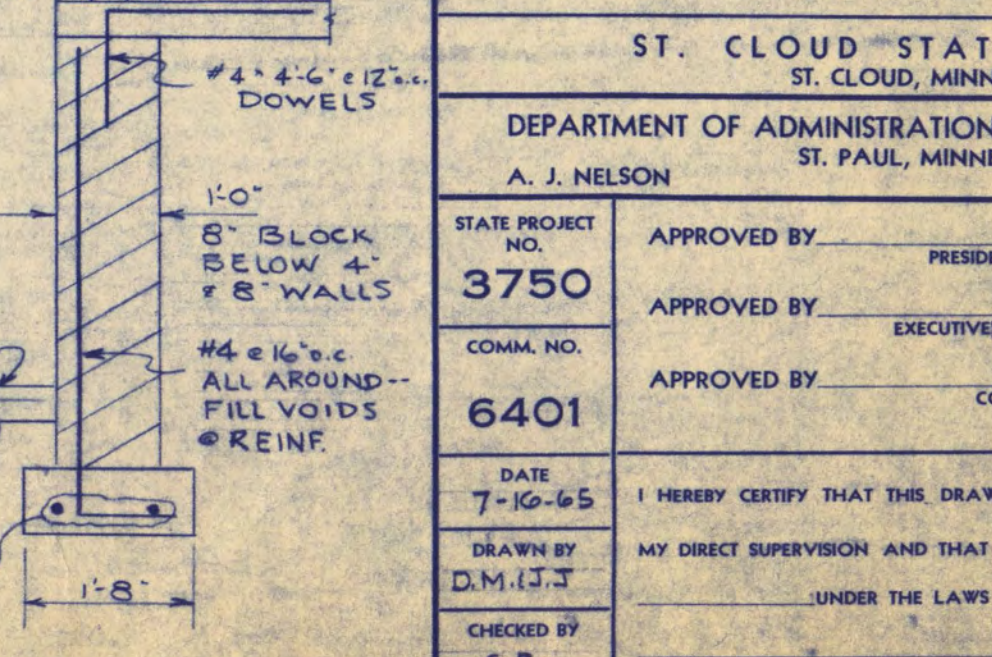 #4 x 4'-6" @ 12" o.c.
DOWELS
1'-0"
8" BLOCK
BELOW 4"
& 8" WALLS
#4 @ 16" o.c.
ALL AROUND--
FILL VOIDS
@ REINF.
1'-8"
ST. CLOUD STAT
ST. CLOUD, MINN
DEPARTMENT OF ADMINISTRATION
ST. PAUL, MINNE
A. J. NELSON
STATE PROJECT
NO.
3750
COMM. NO.
6401
DATE
7-16-65
DRAWN BY
D.M.&J.J
CHECKED BY
APPROVED BY
PRESIDE
APPROVED BY
EXECUTIVE
APPROVED BY
CO
I HEREBY CERTIFY THAT THIS DRAW
MY DIRECT SUPERVISION AND THAT
UNDER THE LAWS